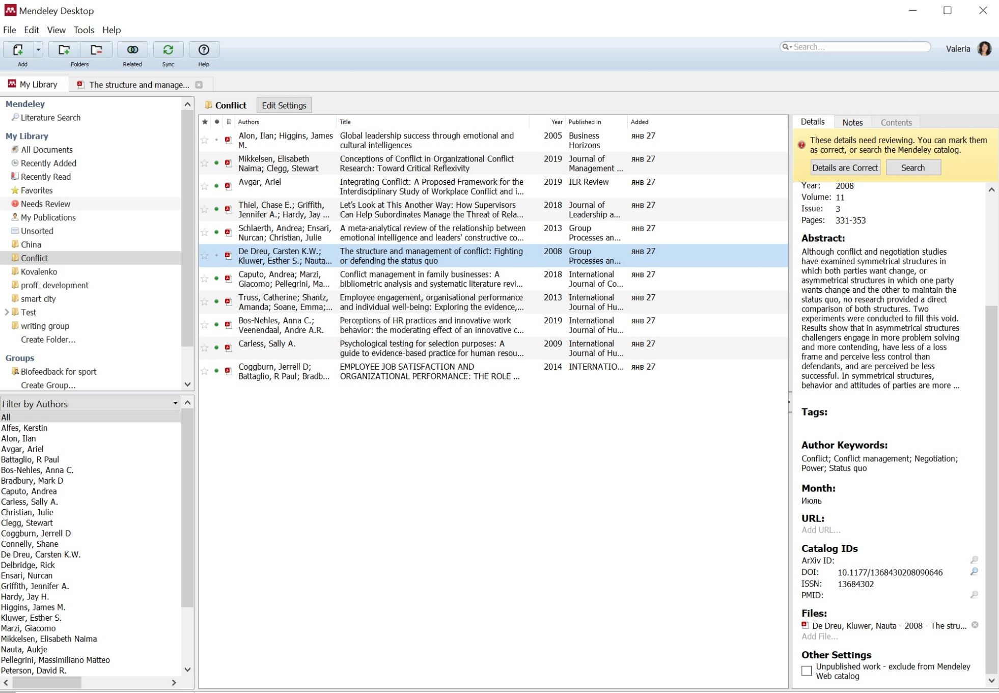 Mendeley Desktop
File Edit View Tools Help
Search...
Valeria
Add Folders Related Sync Help
My Library
The structure and manage...
Mendeley
Literature Search
My Library
All Documents
Recently Added
Recently Read
Favorites
Needs Review
My Publications
Unsorted
China
Conflict
Kovalenko
proff_development
smart city
Test
writing group
Create Folder...
Groups
Biofeedback for sport
Create Group...
Filter by Authors
All
Alfes, Kerstin
Alon, Ilan
Avgar, Ariel
Battaglio, R Paul
Bos-Nehles, Anna C.
Bradbury, Mark D
Caputo, Andrea
Carless, Sally A.
Christian, Julie
Clegg, Stewart
Coggburn, Jerrell D
Connelly, Shane
De Dreu, Carsten K.W.
Delbridge, Rick
Ensari, Nurcan
Griffith, Jennifer A.
Hardy, Jay H.
Higgins, James M.
Kluwer, Esther S.
Marzi, Giacomo
Mikkelsen, Elisabeth Naima
Nauta, Aukje
Pellegrini, Massimiliano Matteo
Peterson, David R.
Conflict Edit Settings
Authors Title Year Published In Added
Alon, Ilan; Higgins, James Global leadership success through emotional and 2005 Business янв 27
M. cultural intelligences Horizons
Mikkelsen, Elisabeth Conceptions of Conflict in Organizational Conflict 2019 Journal of янв 27
Naima; Clegg, Stewart Research: Toward Critical Reflexivity Management ...
Avgar, Ariel Integrating Conflict: A Proposed Framework for the 2019 ILR Review янв 27
Interdisciplinary Study of Workplace Conflict and i...
Thiel, Chase E.; Griffith, Let's Look at This Another Way: How Supervisors 2018 Journal of янв 27
Jennifer A.; Hardy, Jay ... Can Help Subordinates Manage the Threat of Rela... Leadership a...
Schlaerth, Andrea; Ensari, A meta-analytical review of the relationship between 2013 Group янв 27
Nurcan; Christian, Julie emotional intelligence and leaders' constructive co... Processes an...
De Dreu, Carsten K.W.; The structure and management of conflict: Fighting 2008 Group янв 27
Kluwer, Esther S.; Nauta... or defending the status quo Processes an...
Caputo, Andrea; Marzi, Conflict management in family businesses: A 2018 International янв 27
Giacomo; Pellegrini, Ma... bibliometric analysis and systematic literature revi... Journal of Co...
Truss, Catherine; Shantz, Employee engagement, organisational performance 2013 International янв 27
Amanda; Soane, Emma;... and individual well-being: Exploring the evidence,... Journal of Hu...
Bos-Nehles, Anna C.; Perceptions of HR practices and innovative work 2019 International янв 27
Veenendaal, Andre A.R. behavior: the moderating effect of an innovative c... Journal of Hu...
Carless, Sally A. Psychological testing for selection purposes: A 2009 International янв 27
guide to evidence-based practice for human resou... Journal of Hu...
Coggburn, Jerrell D; EMPLOYEE JOB SATISFACTION AND 2014 INTERNATIO... янв 27
Battaglio, R Paul; Bradb... ORGANIZATIONAL PERFORMANCE: THE ROLE ...
Details Notes Contents
These details need reviewing. You can mark them
as correct, or search the Mendeley catalog.
Details are Correct Search
Year: 2008
Volume: 11
Issue: 3
Pages: 331-353
Abstract:
Although conflict and negotiation studies
have examined symmetrical structures in
which both parties want change, or
asymmetrical structures in which one party
wants change and the other to maintain the
status quo, no research provided a direct
comparison of both structures. Two
experiments were conducted to fill this void.
Results show that in asymmetrical structures
challengers engage in more problem solving
and more contending, have less of a loss
frame and perceive less control than
defendants, and are perceived be less
successful. In symmetrical structures,
behavior and attitudes of parties are more ...
Tags:
Author Keywords:
Conflict; Conflict management; Negotiation;
Power; Status quo
Month:
Июль
URL:
Add URL...
Catalog IDs
ArXiv ID:
DOI: 10.1177/1368430208090646
ISSN: 13684302
PMID:
Files:
De Dreu, Kluwer, Nauta - 2008 - The stru...
Add File...
Other Settings
Unpublished work - exclude from Mendeley
Web catalog